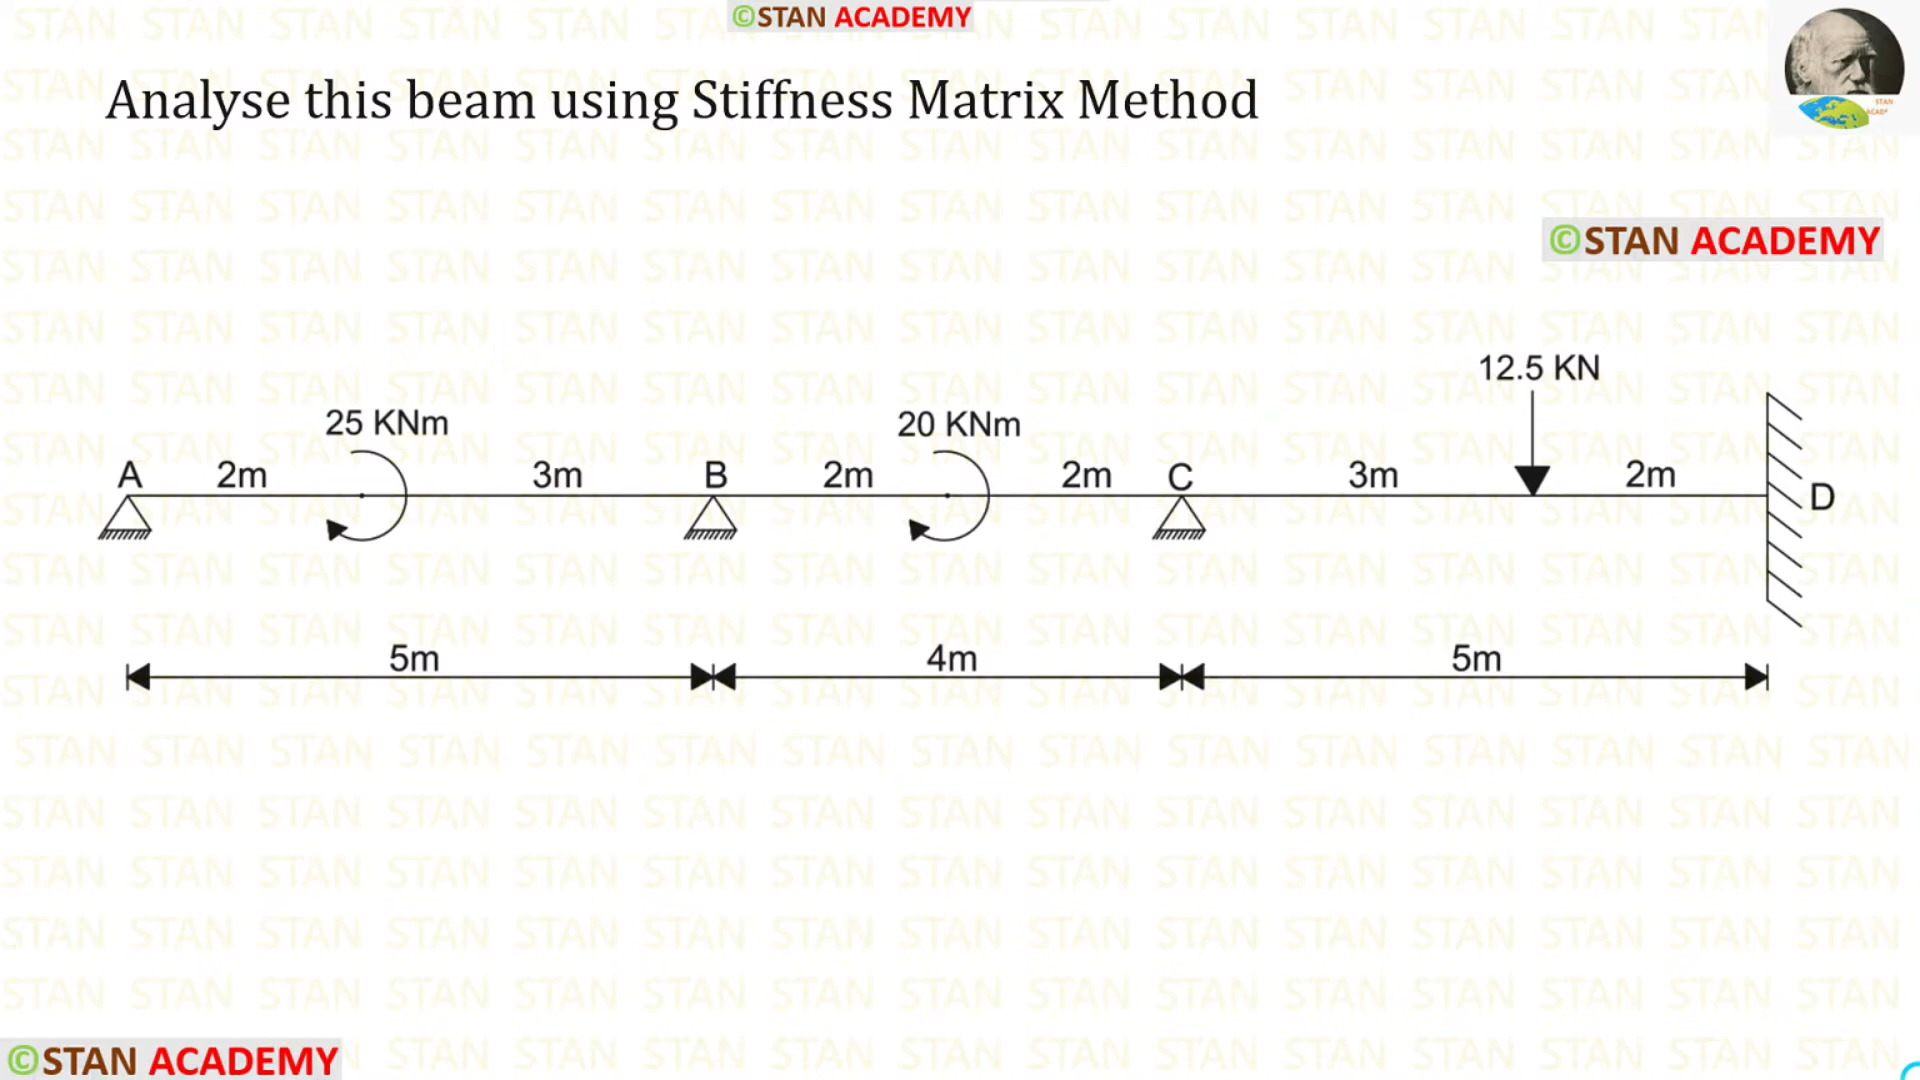 ©STAN ACADEMY
Analyse this beam using Stiffness Matrix Method
©STAN ACADEMY
12.5 KN
25 KNm 20 KNm
A 2m 3m B 2m 2m C 3m 2m D
5m 4m 5m
©STAN ACADEMY